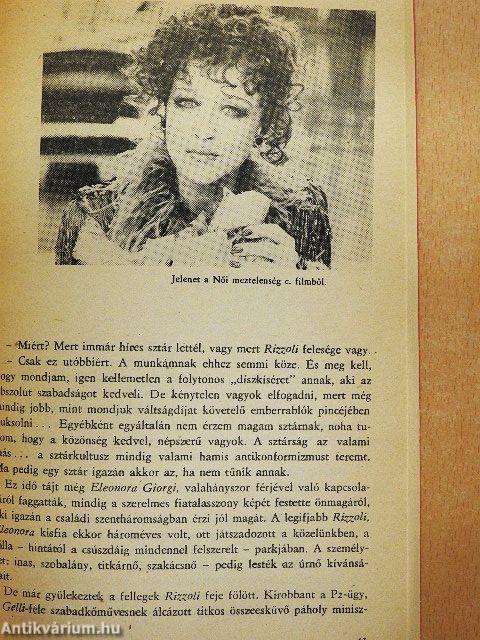 Jelenet a Női meztelenség c. filmből.
– Miért? Mert immár híres sztár lettél, vagy mert Rizzoli felesége vagy..
– Csak ez utóbbiért. A munkámnak ehhez semmi köze. És meg kell,
ogy mondjam, igen kellemetlen a folytonos „díszkíséret” annak, aki az
bszolút szabadságot kedveli. De kénytelen vagyok elfogadni, mert még
indig jobb, mint mondjuk váltságdíjat követelő emberrablók pincéjében
uksolni... Egyébként egyáltalán nem érzem magam sztárnak, noha tu-
om, hogy a közönség kedvel, népszerű vagyok. A sztárság az valami
ás... a sztárkultusz mindig valami hamis antikonformizmust teremt.
Ma pedig egy sztár igazán akkor az, ha nem tűnik annak.
Ez idő tájt még Eleonora Giorgi, valahányszor férjével való kapcsola-
áról faggatták, mindig a szerelmes fiatalasszony képét festette önmagáról,
ki igazán a családi szentháromságban érzi jól magát. A legifjabb Rizzoli,
Eleonora kisfia ekkor hároméves volt, ott játszadozott a közelünkben, a
illa – hintától a csúszdáig mindennel felszerelt – parkjában. A személy-
et: inas, szobalány, titkárnő, szakácsnő – pedig lesték az úrnő kívánsá-
ait.
De már gyülekeztek a fellegek Rizzoli feje fölött. Kirobbant a P2-ügy,
Gelli-féle szabadkőművesnek álcázott titkos összeesküvő páholy minisz-
Antikvárium.hu